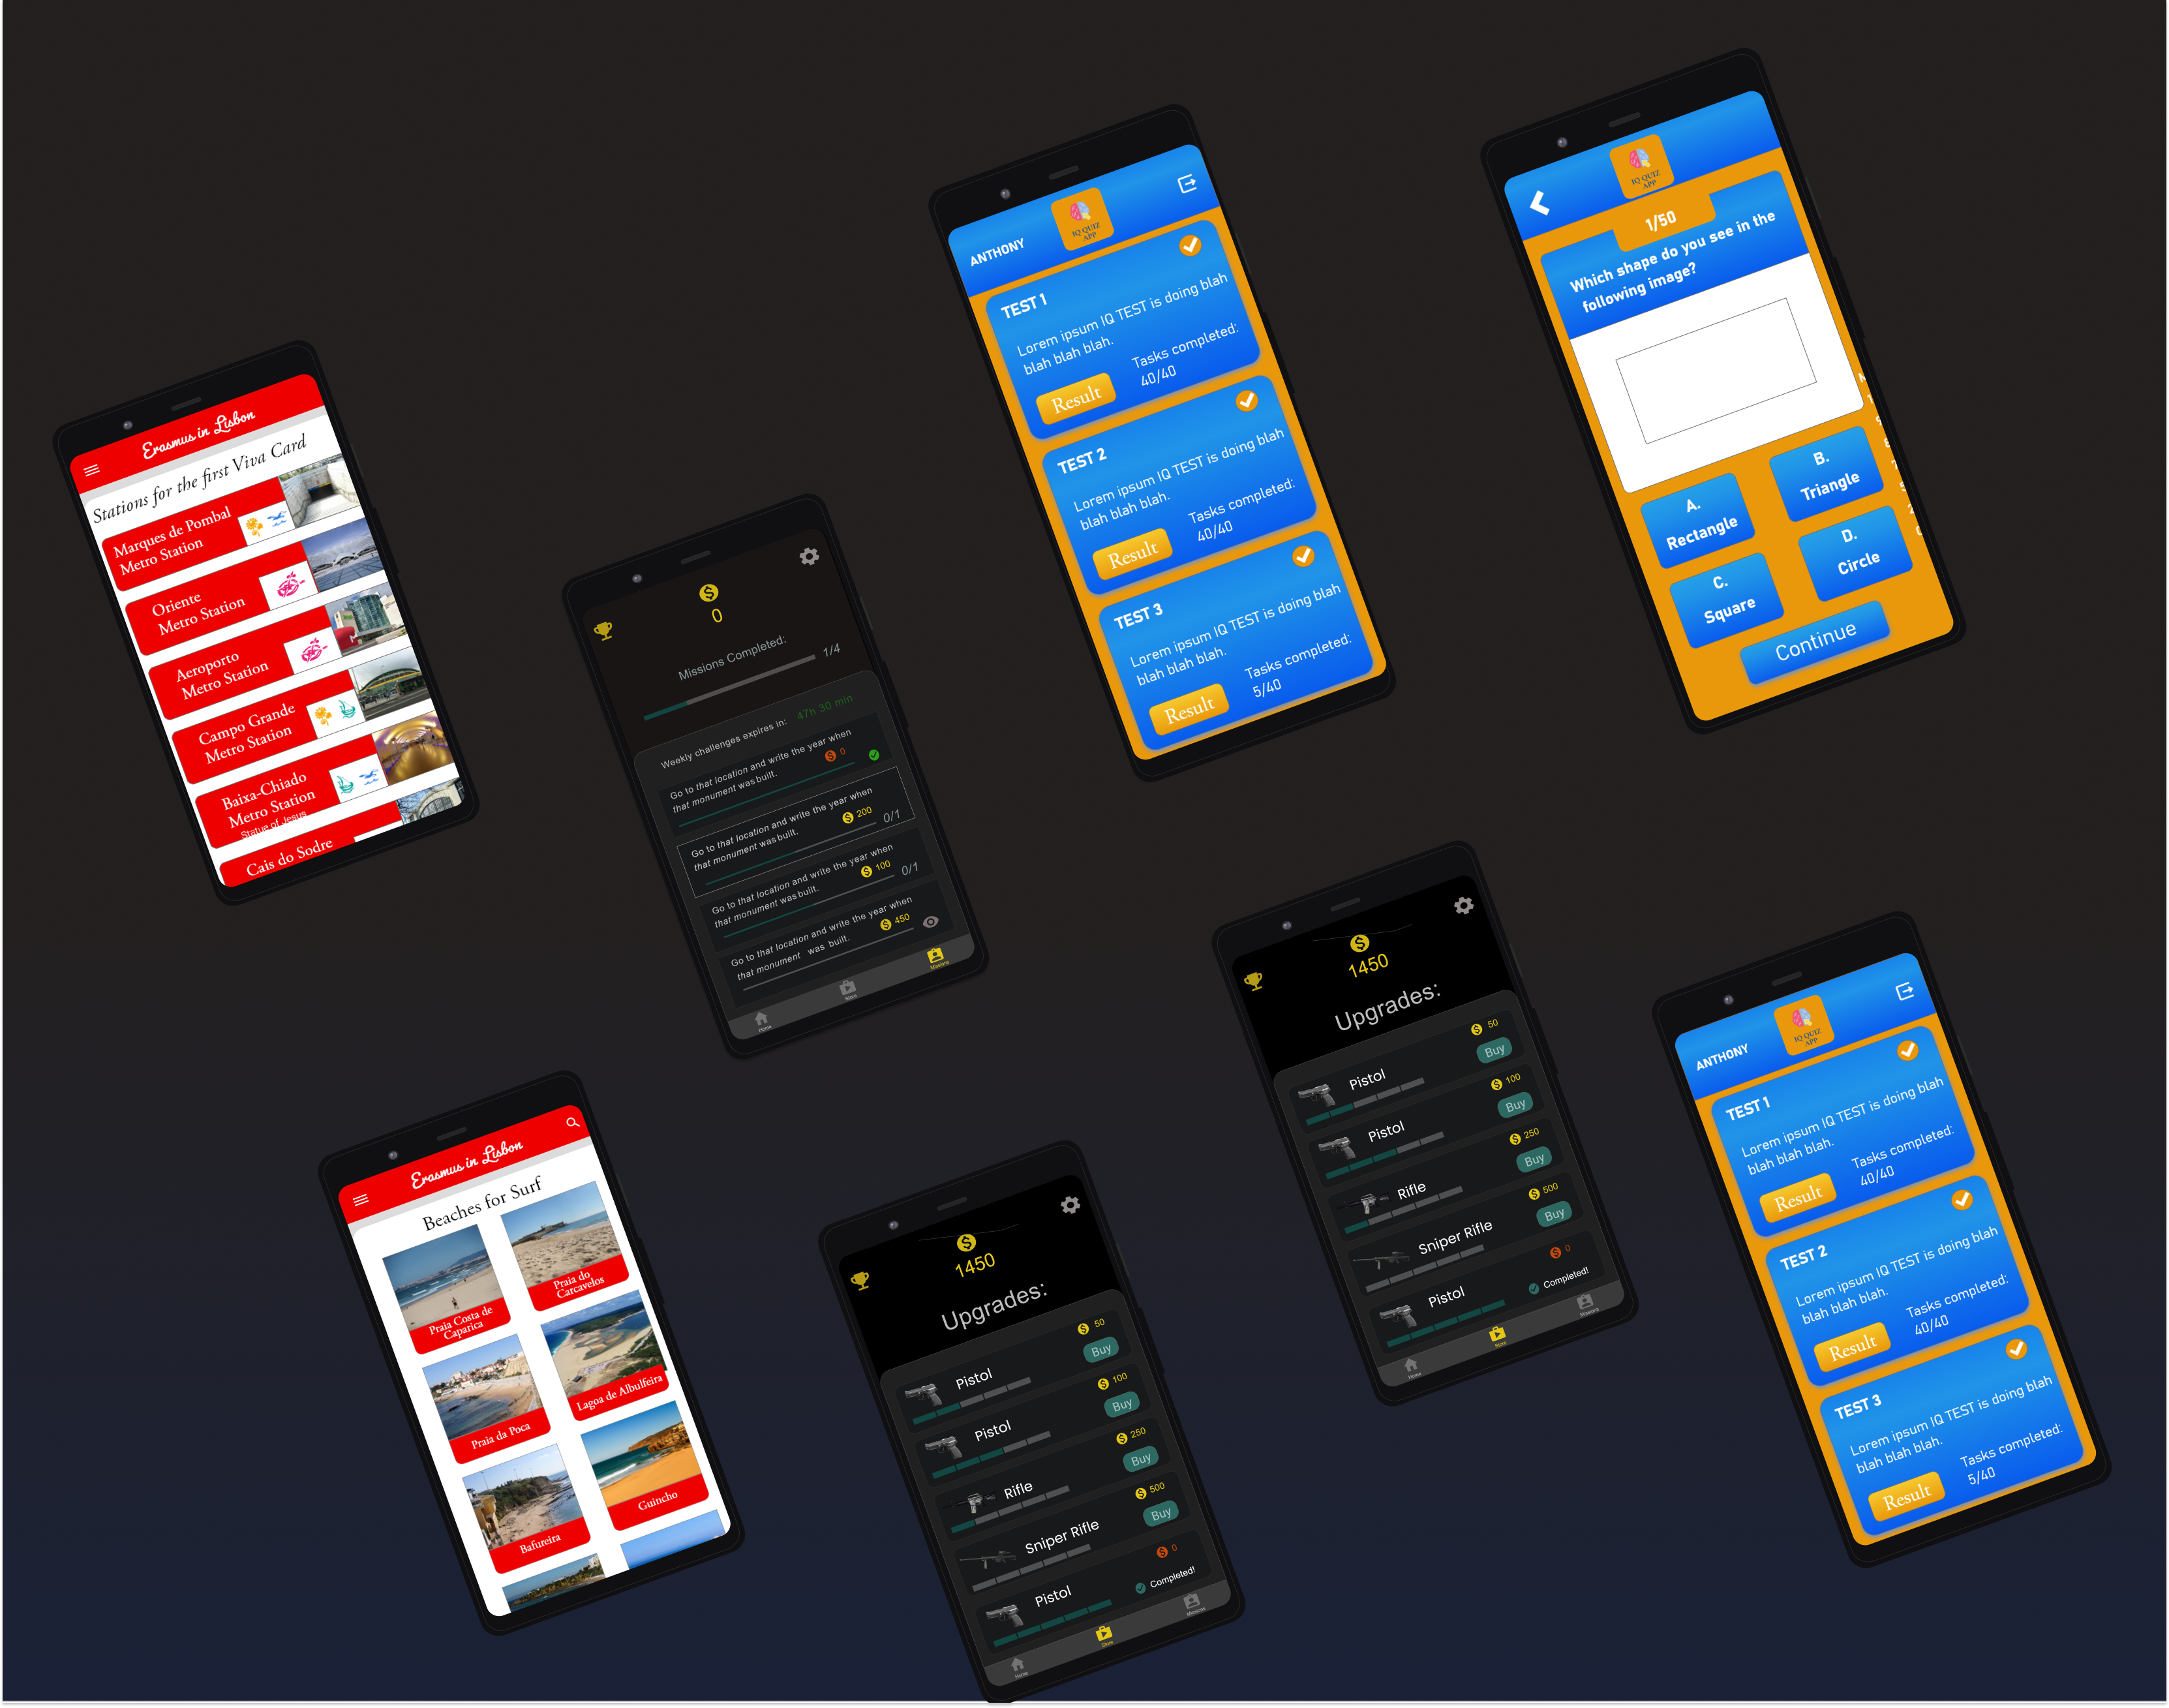 Erasmus in Lisbon
Stations for the first Viva Card
Marques de Pombal
Metro Station
Oriente
Metro Station
Aeroporto
Metro Station
Campo Grande
Metro Station
Baixa-Chiado
Metro Station
Statue of Jesus
Cais do Sodre
0
Missions Completed:
1/4
Weekly challenges expires in: 47h 30 min
Go to that location and write the year when
that monument was built.
0
Go to that location and write the year when
that monument was built.
200
0/1
Go to that location and write the year when
that monument was built.
100
0/1
Go to that location and write the year when
that monument was built.
450
Home
Store
Missions
ANTHONY
IQ QUIZ
APP
TEST 1
Lorem ipsum IQ TEST is doing blah
blah blah blah.
Tasks completed:
40/40
Result
TEST 2
Lorem ipsum IQ TEST is doing blah
blah blah blah.
Tasks completed:
40/40
Result
TEST 3
Lorem ipsum IQ TEST is doing blah
blah blah blah.
Tasks completed:
5/40
Result
IQ QUIZ
APP
1/50
Which shape do you see in the
following image?
A.
Rectangle
B.
Triangle
C.
Square
D.
Circle
Continue
Erasmus in Lisbon
Beaches for Surf
Praia Costa de
Caparica
Praia do
Carcavelos
Praia da Poca
Lagoa de Albulfeira
Bafureira
Guincho
1450
Upgrades:
Pistol
50
Buy
Pistol
100
Buy
Rifle
250
Buy
Sniper Rifle
500
Buy
Pistol
0
Completed!
Home
Store
Missions
1450
Upgrades:
Pistol
50
Buy
Pistol
100
Buy
Rifle
250
Buy
Sniper Rifle
500
Buy
Pistol
0
Completed!
Home
Store
Missions
ANTHONY
IQ QUIZ
APP
TEST 1
Lorem ipsum IQ TEST is doing blah
blah blah blah.
Tasks completed:
40/40
Result
TEST 2
Lorem ipsum IQ TEST is doing blah
blah blah blah.
Tasks completed:
40/40
Result
TEST 3
Lorem ipsum IQ TEST is doing blah
blah blah blah.
Tasks completed:
5/40
Result